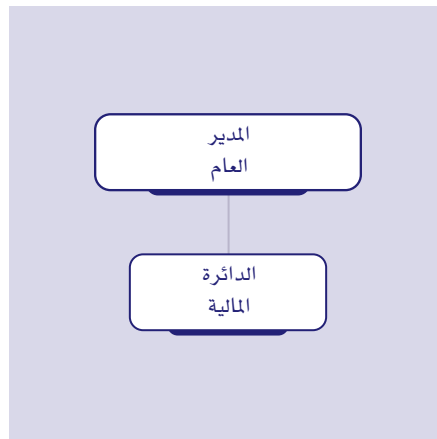 المدير
العام
الدائرة
المالية